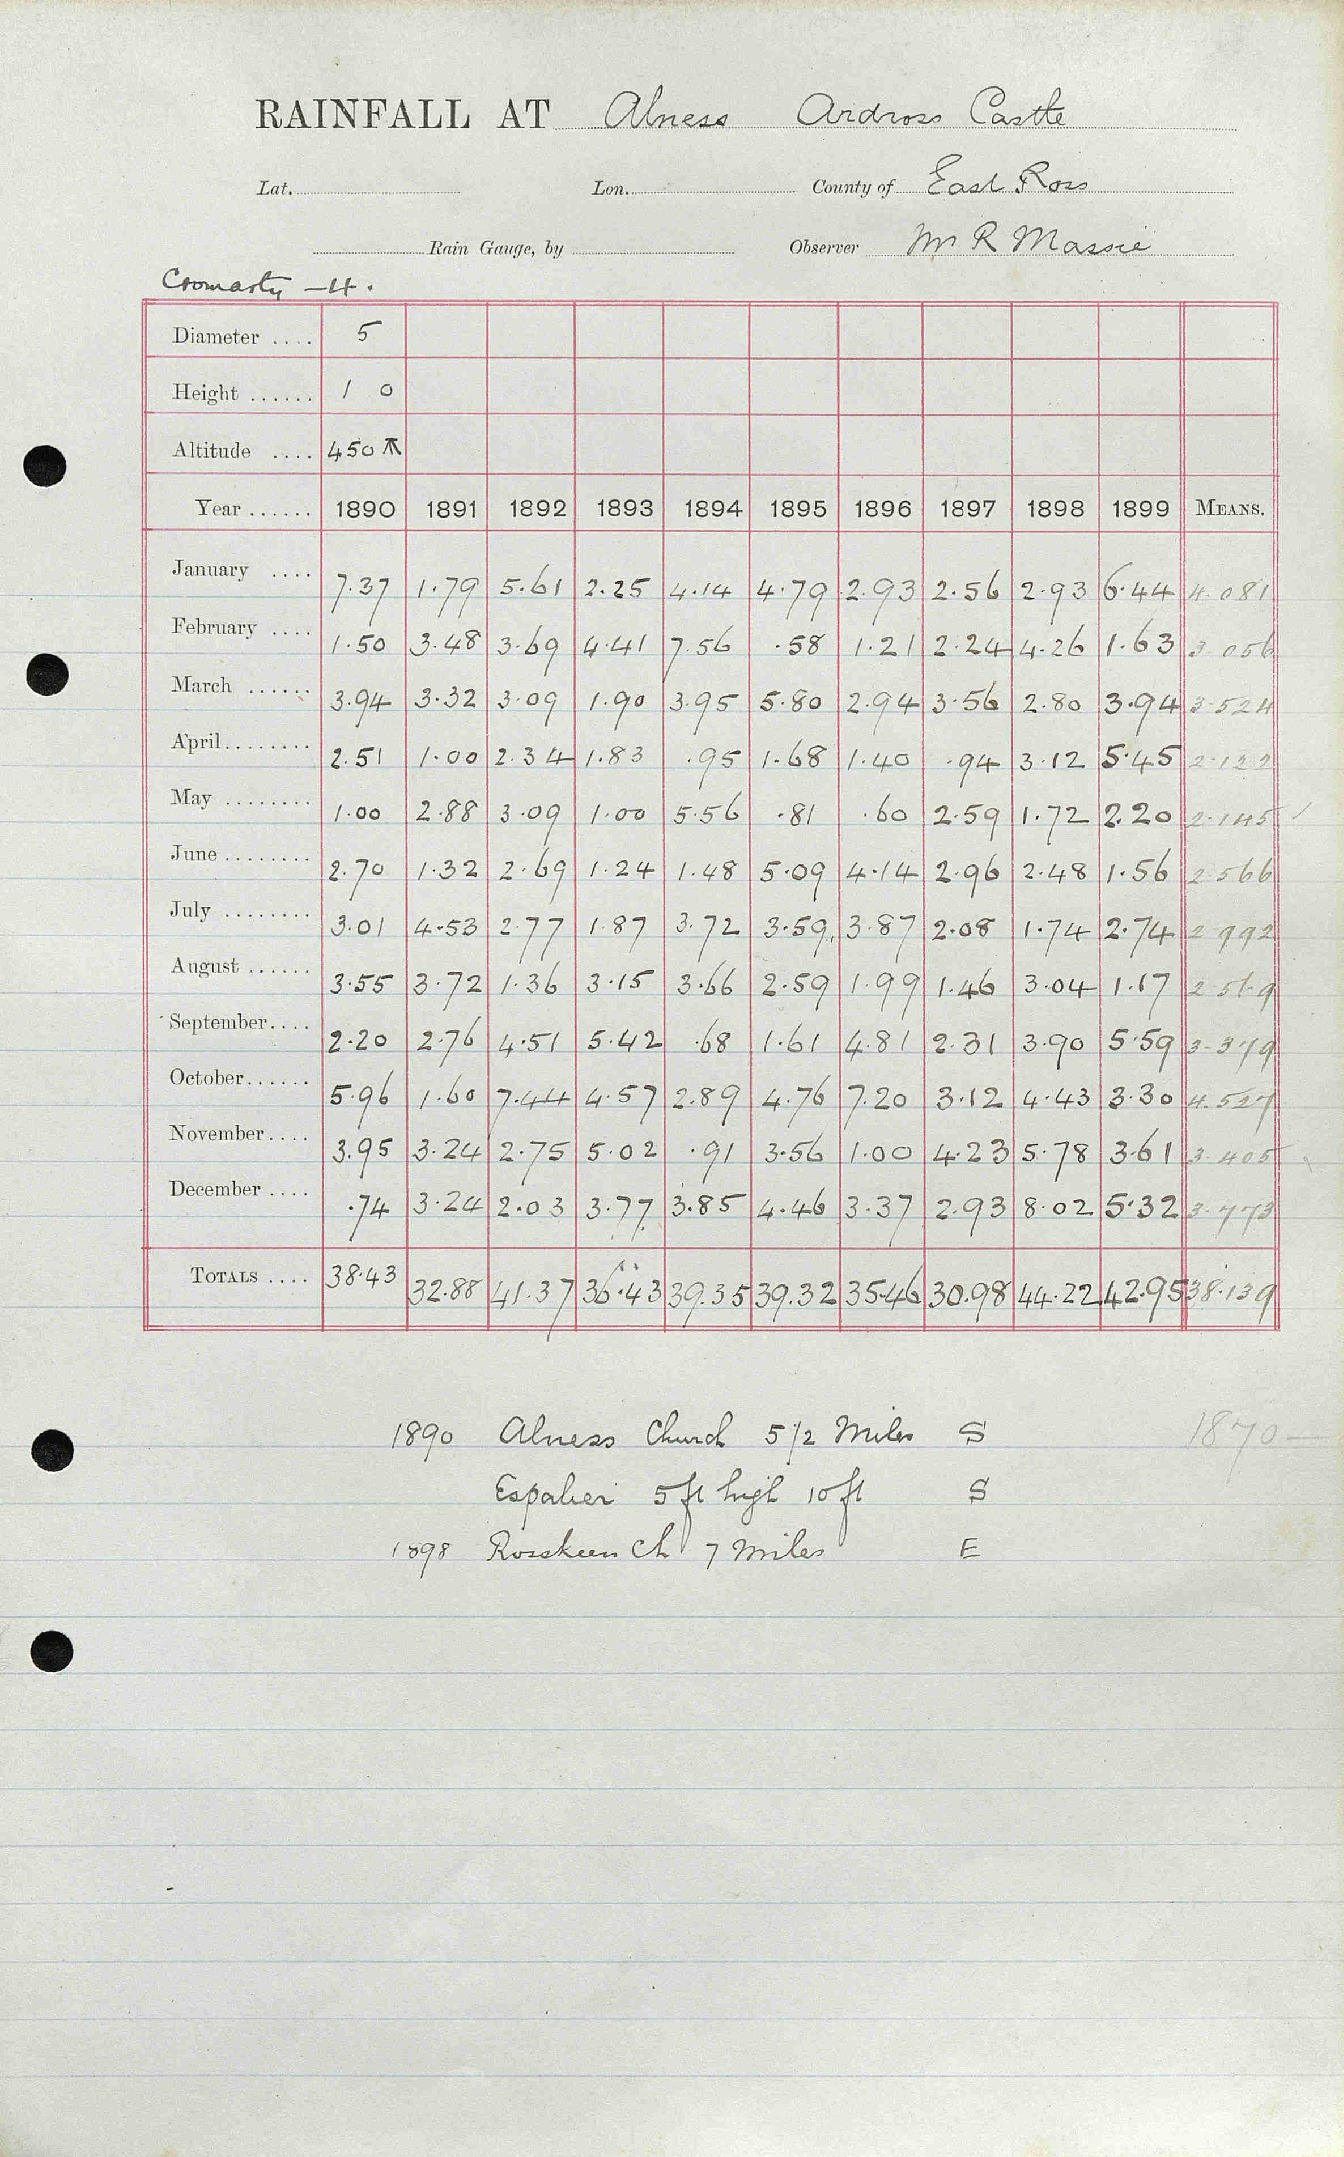 RAINFALL AT Alness Ardross Castle
Lat. Lon. County of East Ross
Rain Gauge, by Observer Mr R Massie
Cromarty - 4.
Diameter .... 5
Height ...... 1 0
Altitude .... 450
Year ...... 1890 1891 1892 1893 1894 1895 1896 1897 1898 1899 MEANS.
January .... 7.37 1.79 5.61 2.25 4.14 4.79 2.93 2.56 2.93 6.44 4.081
February .... 1.50 3.48 3.69 4.41 7.56 .58 1.21 2.24 4.26 1.63 3.056
March ...... 3.94 3.32 3.09 1.90 3.95 5.80 2.94 3.56 2.80 3.94 3.524
April ........ 2.51 1.00 2.34 1.83 .95 1.68 1.40 .94 3.12 5.45 2.122
May ........ 1.00 2.88 3.09 1.00 5.56 .81 .60 2.59 1.72 2.20 2.145
June ........ 2.70 1.32 2.69 1.24 1.48 5.09 4.14 2.96 2.48 1.56 2.566
July ........ 3.01 4.53 2.77 1.87 3.72 3.59 3.87 2.08 1.74 2.74 2.992
August ...... 3.55 3.72 1.36 3.15 3.66 2.59 1.99 1.46 3.04 1.17 2.569
September.... 2.20 2.76 4.51 5.42 .68 1.61 4.81 2.31 3.90 5.59 3.379
October...... 5.96 1.60 7.44 4.57 2.89 4.76 7.20 3.12 4.43 3.30 4.527
November.... 3.95 3.24 2.75 5.02 .91 3.56 1.00 4.23 5.78 3.61 3.405
December .... .74 3.24 2.03 3.77 3.85 4.46 3.37 2.93 8.02 5.32 3.773
TOTALS .... 38.43 32.88 41.37 36.43 39.35 39.32 35.46 30.98 44.22 42.95 38.139
1890 Alness Church 5 1/2 Miles S 1870 —
Espalier 5 ft high 10 ft S
1898 Rosskeen Ch 7 Miles E